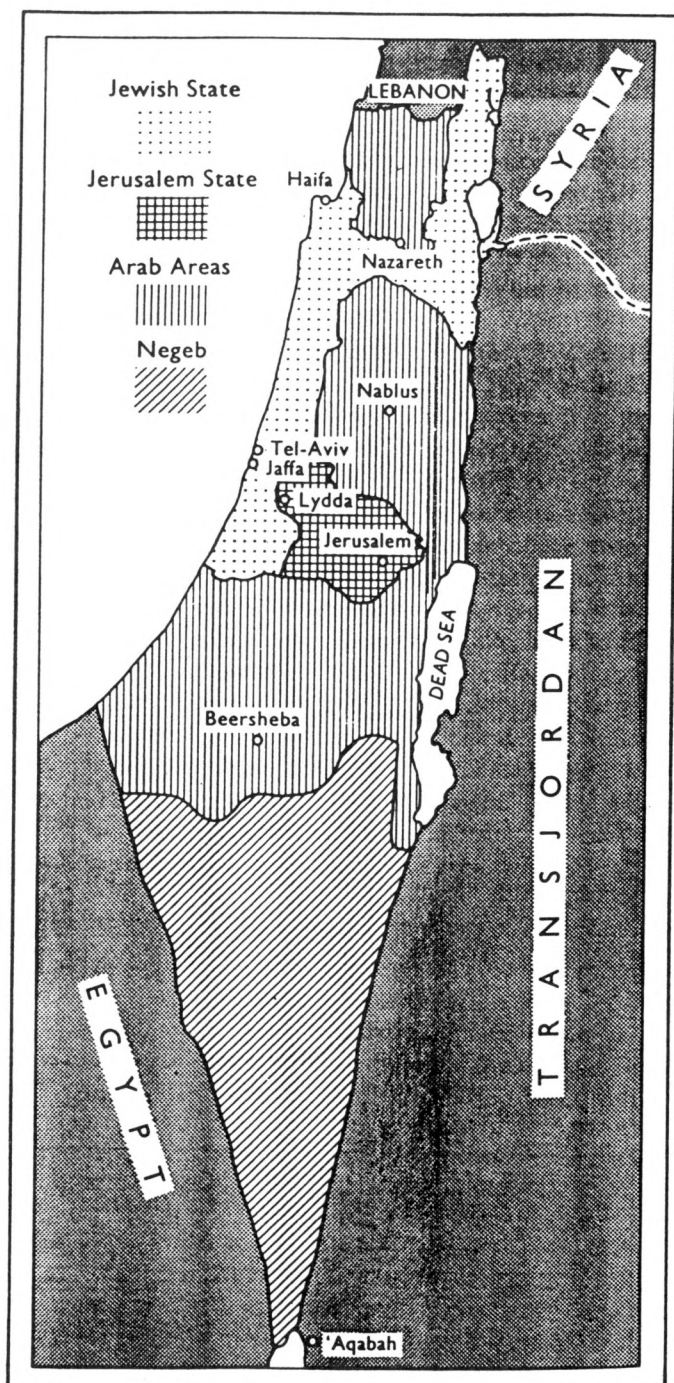 Jewish State
Jerusalem State
Arab Areas
Negeb
LEBANON
SYRIA
Haifa
Nazareth
Nablus
Tel-Aviv
Jaffa
Lydda
Jerusalem
DEAD SEA
Beersheba
TRANSJORDAN
EGYPT
'Aqabah